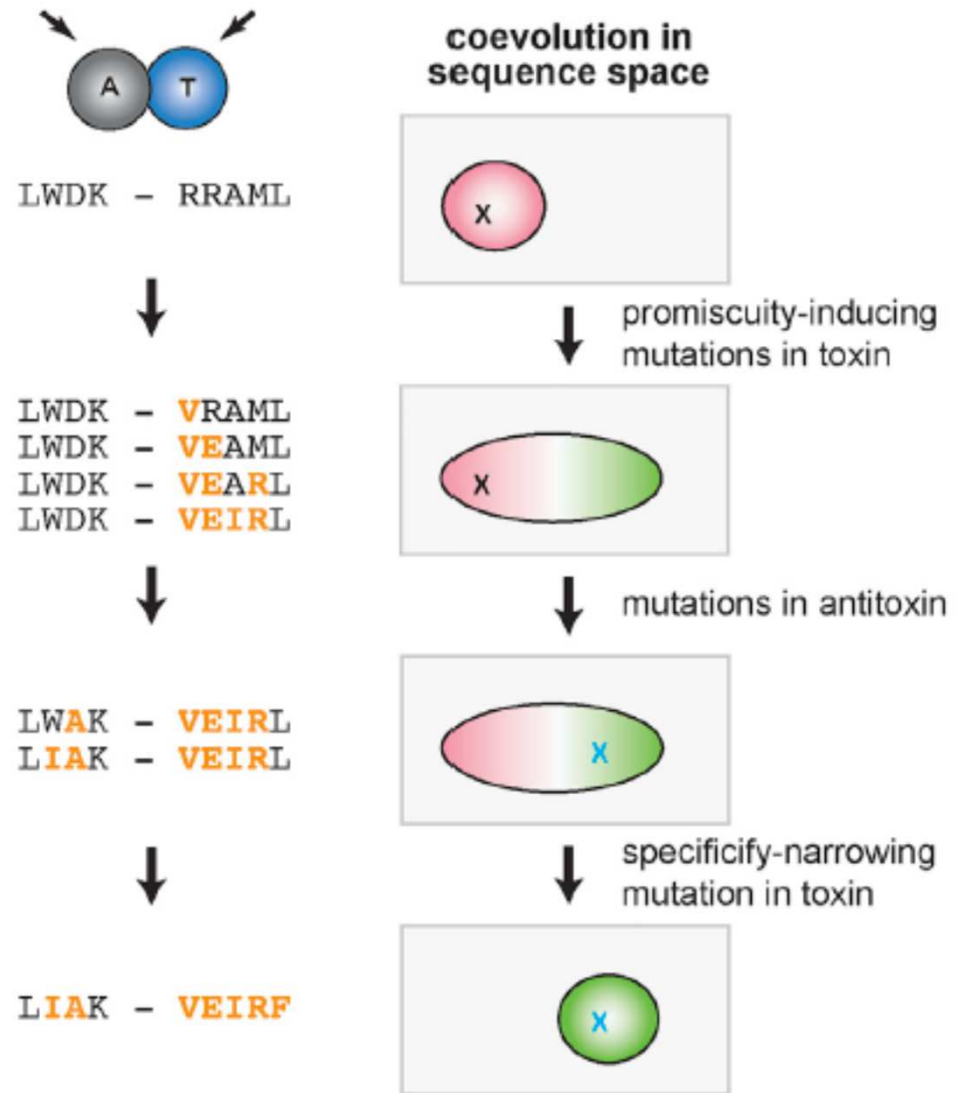 A T
coevolution in
sequence space
LWDK – RRAML
X
promiscuity-inducing
mutations in toxin
LWDK – VRAML
LWDK – VEAML
LWDK – VEARL
LWDK – VEIRL
X
mutations in antitoxin
LWAK – VEIRL
LIAK – VEIRL
X
specificify-narrowing
mutation in toxin
LIAK – VEIRF
X